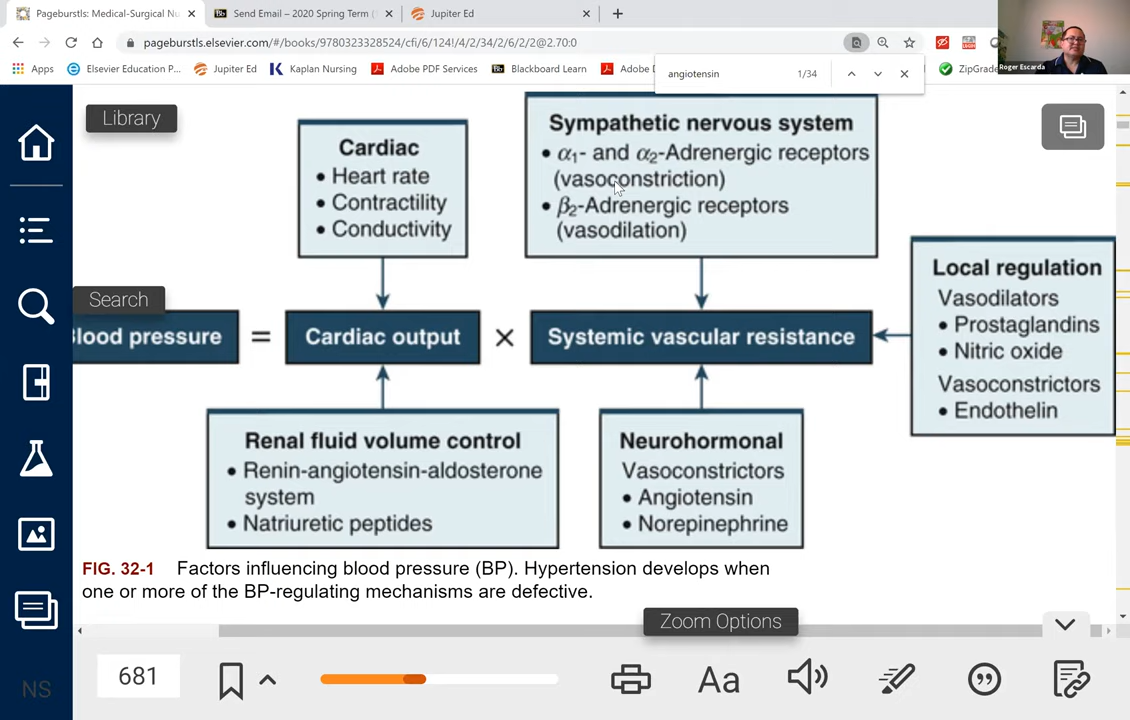 Pageburstls: Medical-Surgical Nu
Bb Send Email – 2020 Spring Term (
Jupiter Ed
pageburstls.elsevier.com/#/books/9780323328524/cfi/6/124!/4/2/34/2/6/2/2@2.70:0
Apps
Elsevier Education P...
Jupiter Ed
Kaplan Nursing
Adobe PDF Services
Bb Blackboard Learn
Adobe D
angiotensin 1/34
ZipGrade
Roger Escarda
Library
Cardiac
• Heart rate
• Contractility
• Conductivity
Sympathetic nervous system
• α1- and α2-Adrenergic receptors
(vasoconstriction)
• β2-Adrenergic receptors
(vasodilation)
Local regulation
Vasodilators
• Prostaglandins
• Nitric oxide
Vasoconstrictors
• Endothelin
Search
Blood pressure = Cardiac output × Systemic vascular resistance
Renal fluid volume control
• Renin-angiotensin-aldosterone
system
• Natriuretic peptides
Neurohormonal
Vasoconstrictors
• Angiotensin
• Norepinephrine
FIG. 32-1 Factors influencing blood pressure (BP). Hypertension develops when
one or more of the BP-regulating mechanisms are defective.
Zoom Options
NS
681
Aa